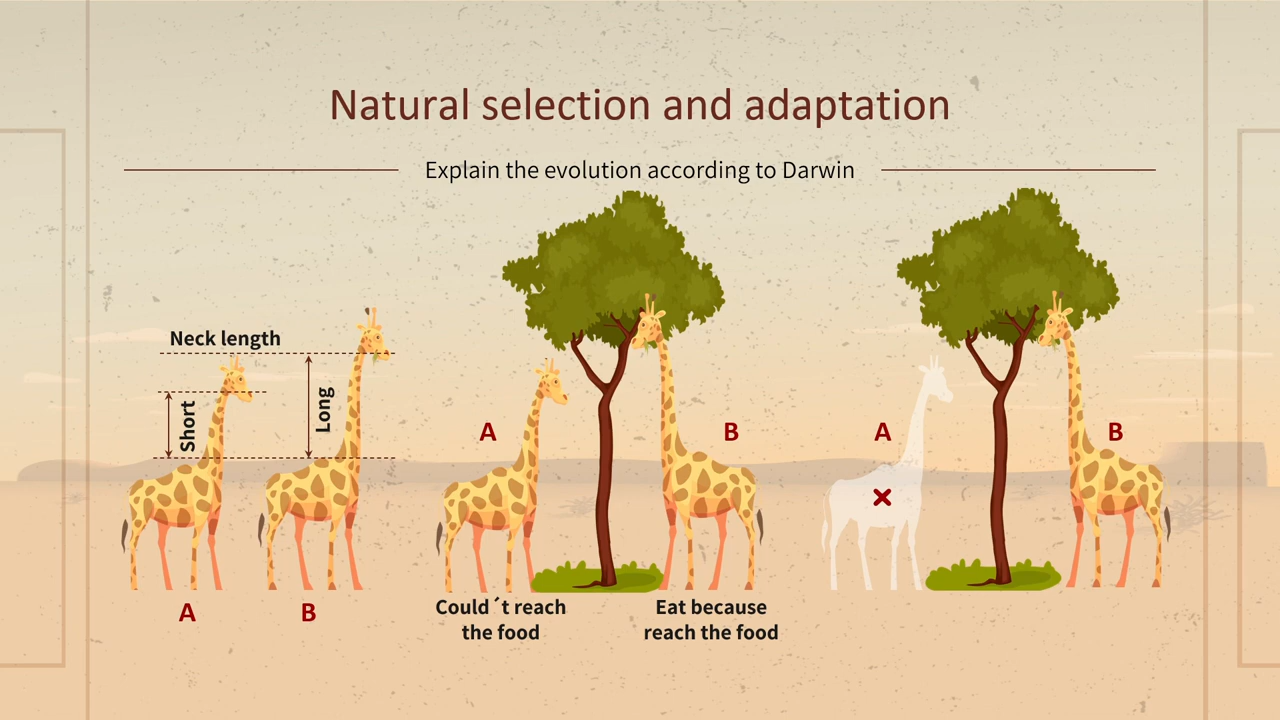 Natural selection and adaptation
Explain the evolution according to Darwin
Neck length
Short
Long
A
B
A
B
Could ´t reach
the food
Eat because
reach the food
A
B